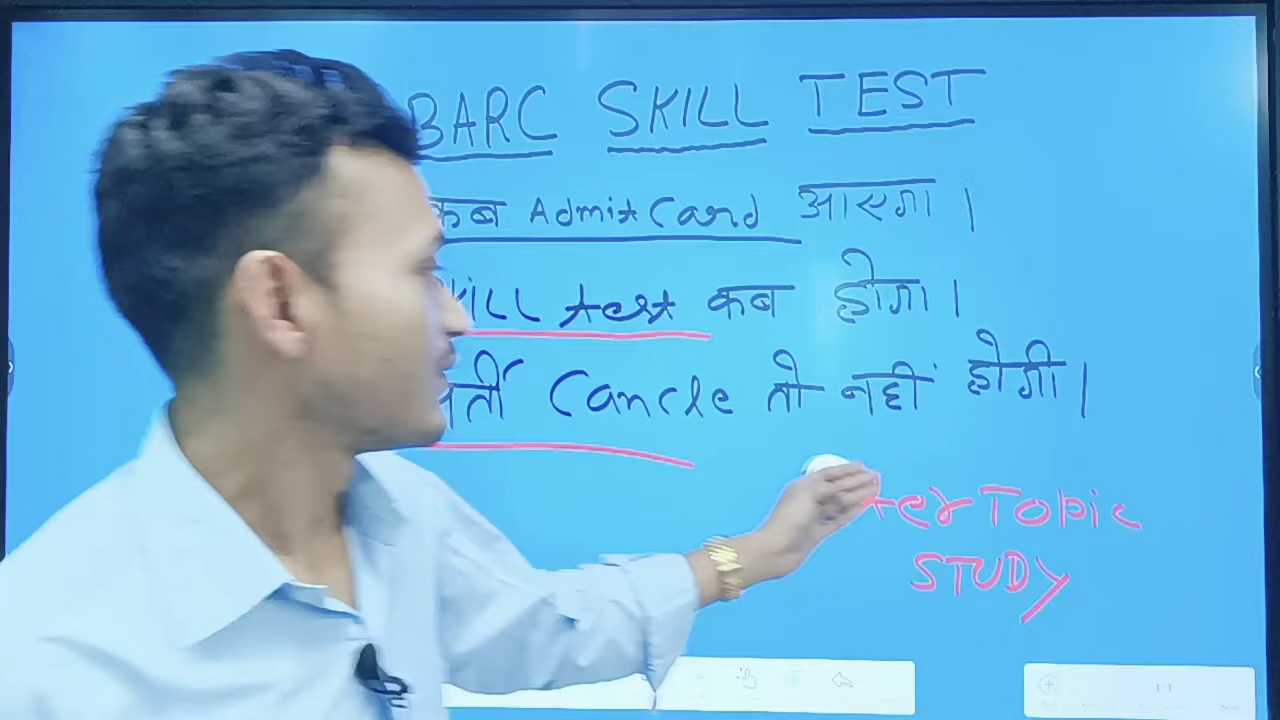 BARC SKILL TEST
कब Admit Card आएगा।
KILL test कब होगा।
Cancle तो नहीं होगी।
ter Topic
STUDY